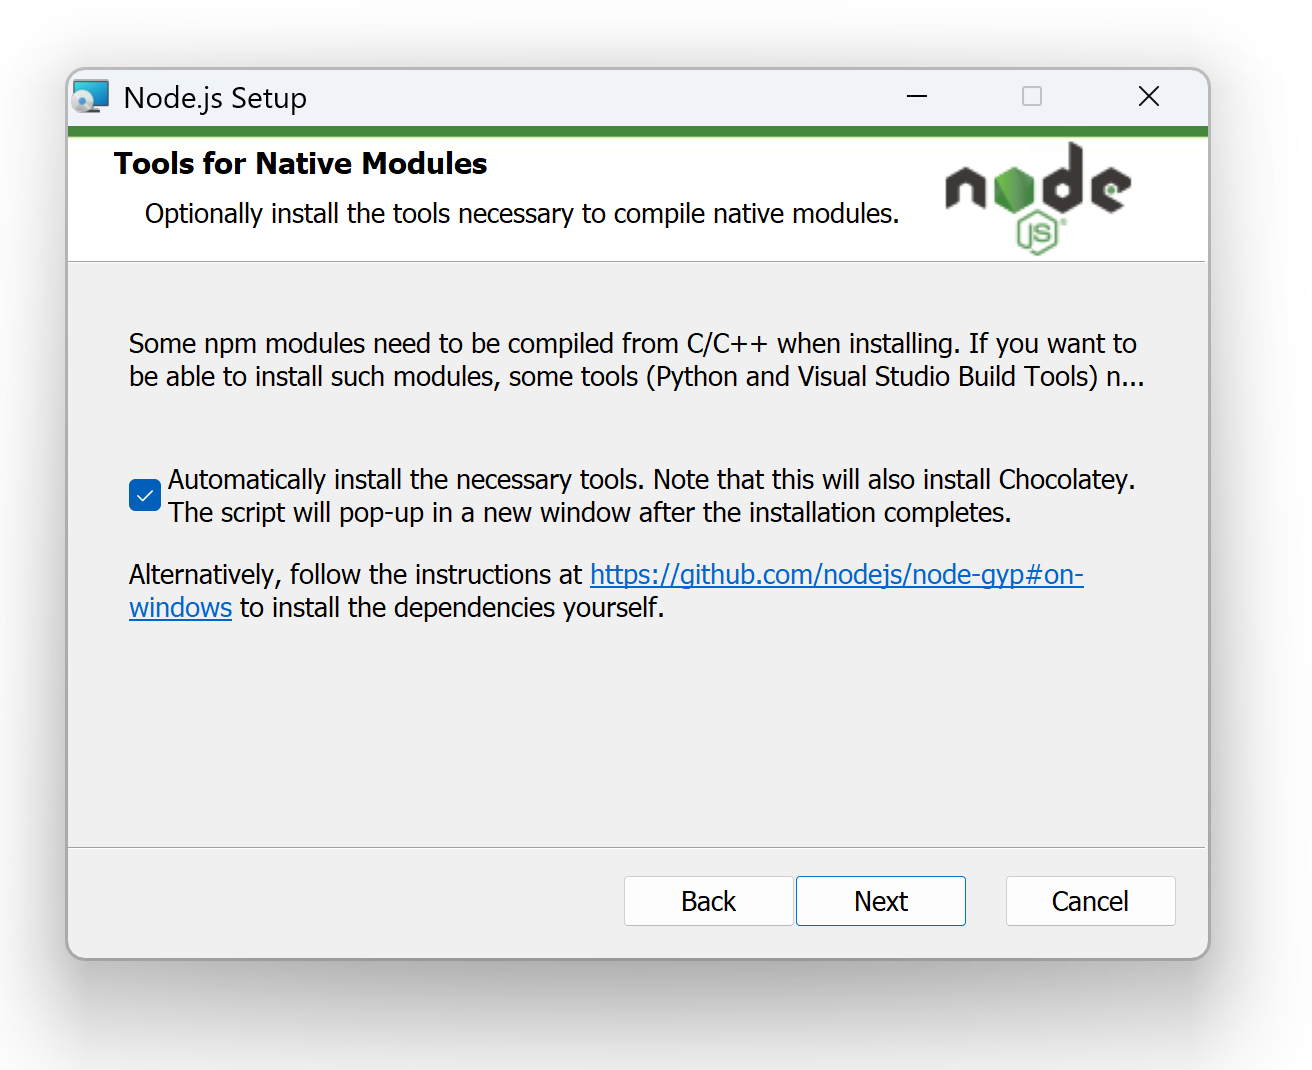 Node.js Setup
Tools for Native Modules
Optionally install the tools necessary to compile native modules.
node
JS
Some npm modules need to be compiled from C/C++ when installing. If you want to
be able to install such modules, some tools (Python and Visual Studio Build Tools) n...
Automatically install the necessary tools. Note that this will also install Chocolatey.
The script will pop-up in a new window after the installation completes.
Alternatively, follow the instructions at https://github.com/nodejs/node-gyp#on-
windows to install the dependencies yourself.
Back
Next
Cancel